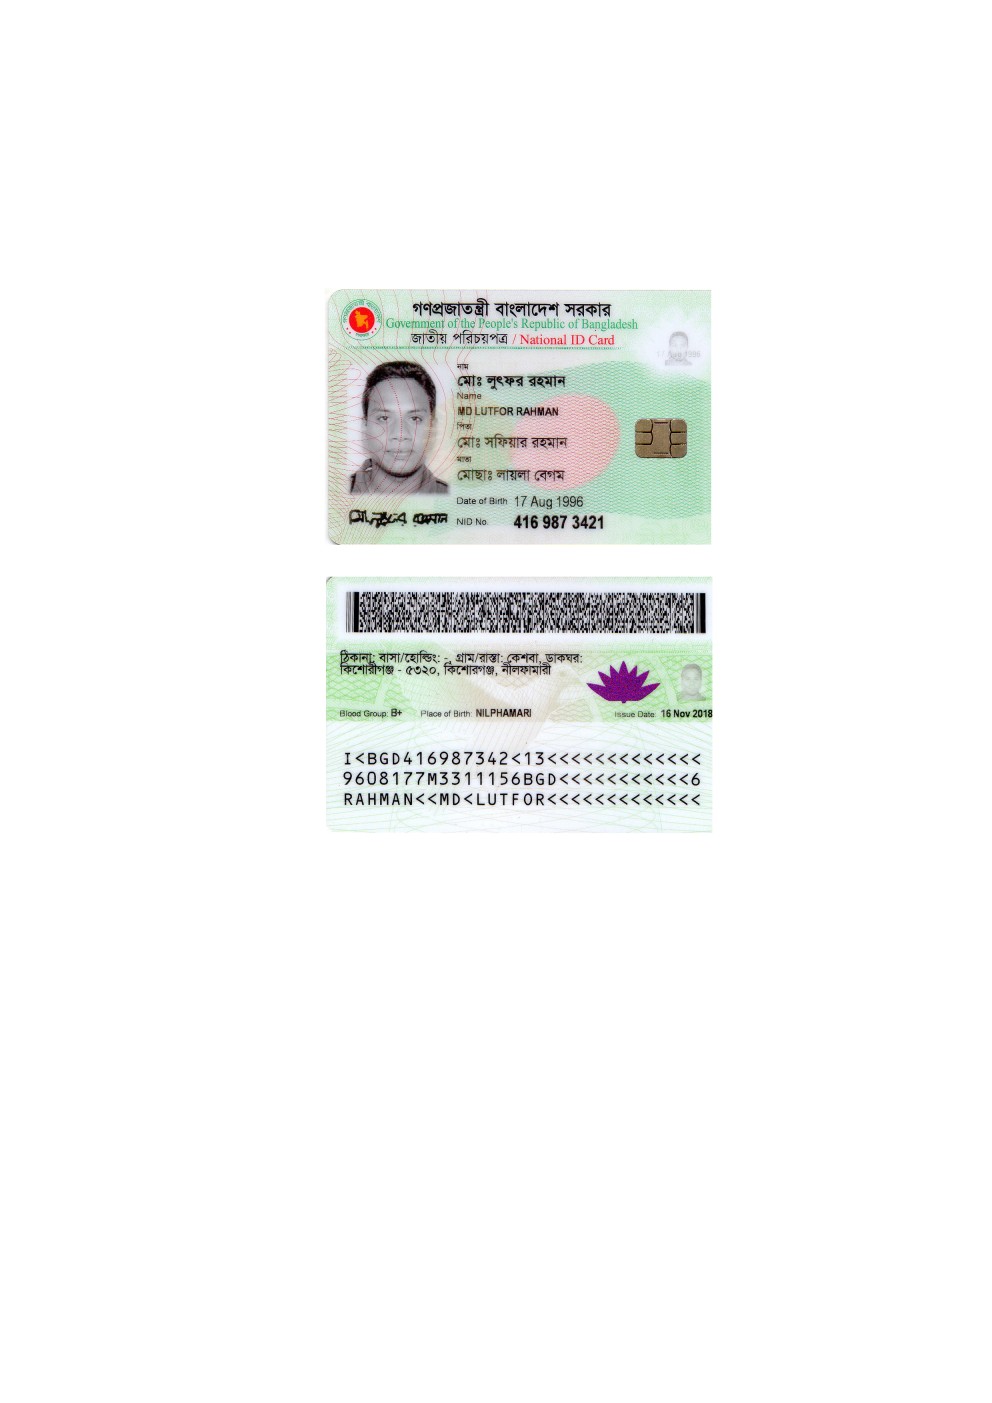 গণপ্রজাতন্ত্রী বাংলাদেশ সরকার
Government of the People's Republic of Bangladesh
জাতীয় পরিচয়পত্র / National ID Card
নাম
মোঃ লুৎফর রহমান
Name
MD LUTFOR RAHMAN
পিতা
মোঃ সফিয়ার রহমান
মাতা
মোছাঃ লায়লা বেগম
Date of Birth 17 Aug 1996
NID No. 416 987 3421
ঠিকানা: বাসা/হোল্ডিং: -, গ্রাম/রাস্তা: কেশবা, ডাকঘর:
কিশোরীগঞ্জ - ৫৩২০, কিশোরগঞ্জ, নীলফামারী
Blood Group: B+ Place of Birth: NILPHAMARI Issue Date: 16 Nov 2018
I<BGD416987342<13<<<<<<<<<<<<<
9608177M3311156BGD<<<<<<<<<<<6
RAHMAN<<MD<LUTFOR<<<<<<<<<<<<<